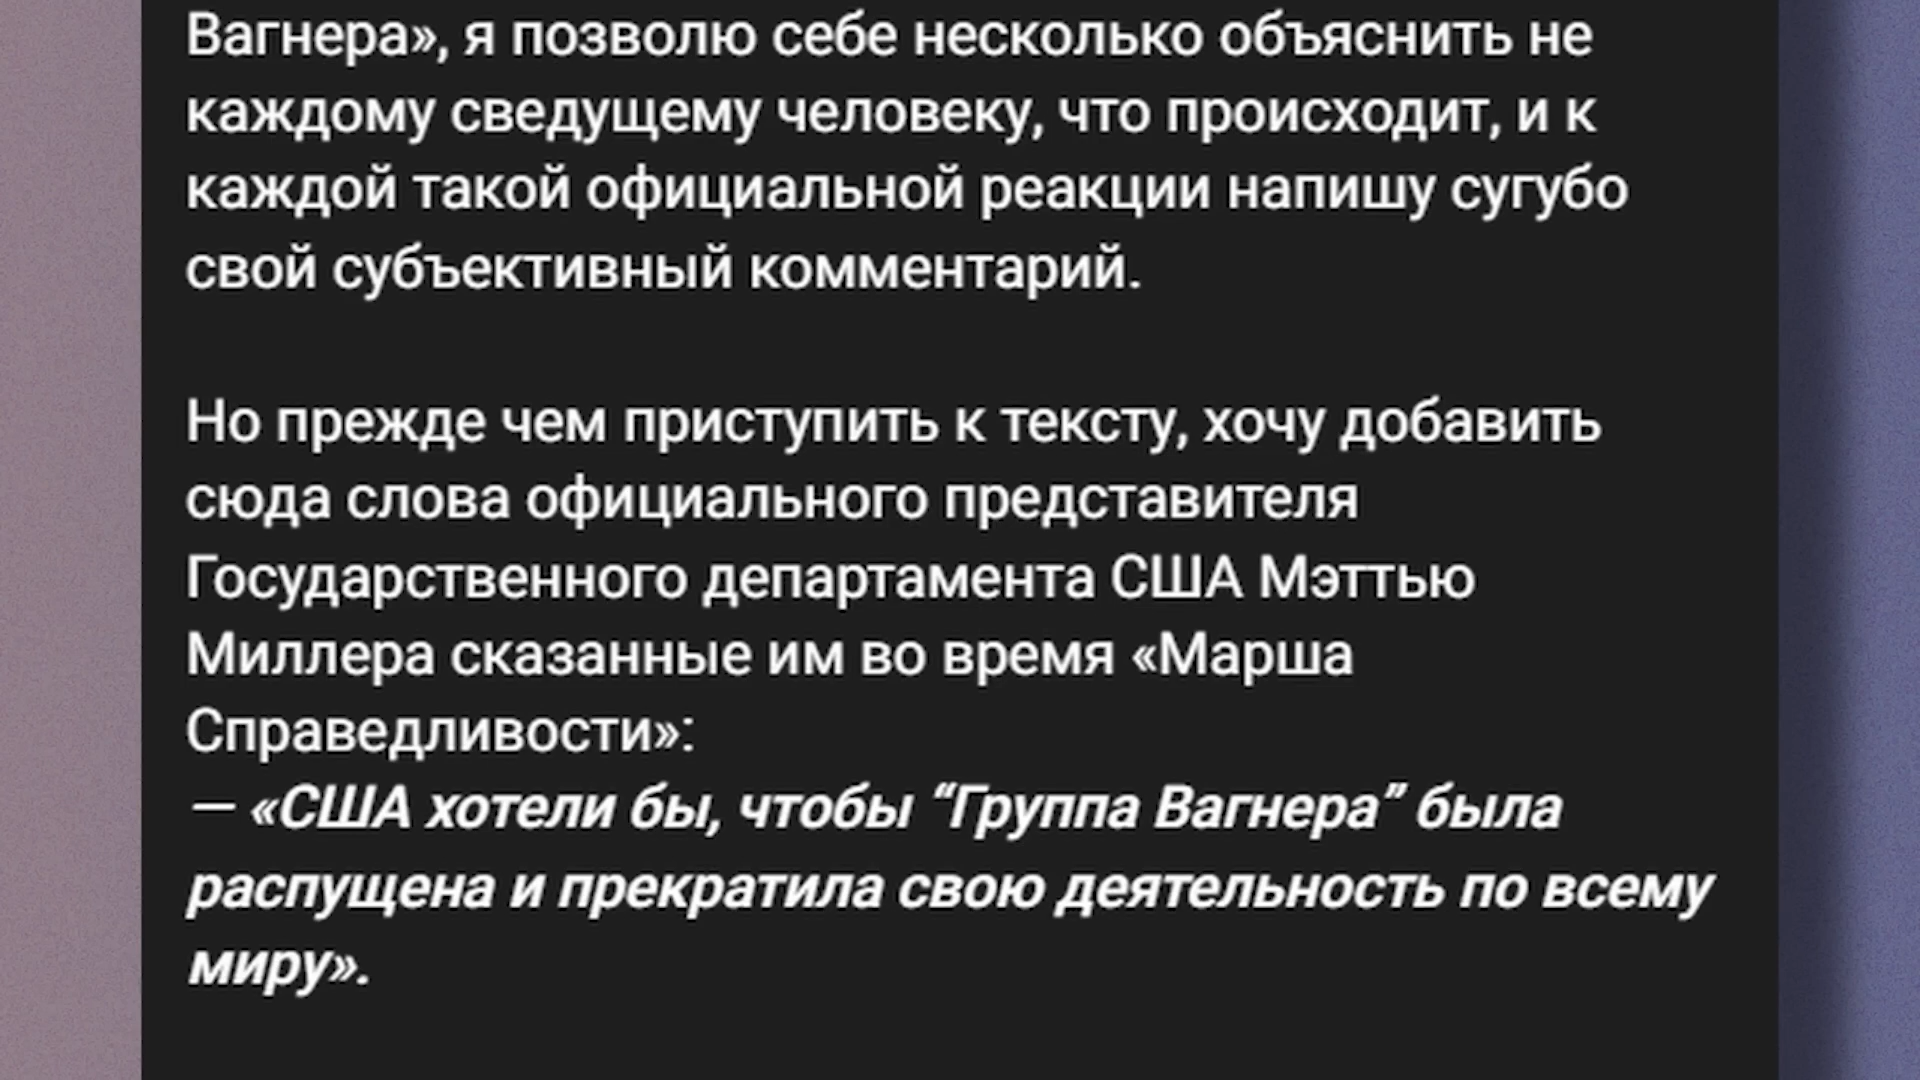 Вагнера», я позволю себе несколько объяснить не
каждому сведущему человеку, что происходит, и к
каждой такой официальной реакции напишу сугубо
свой субъективный комментарий.
Но прежде чем приступить к тексту, хочу добавить
сюда слова официального представителя
Государственного департамента США Мэттью
Миллера сказанные им во время «Марша
Справедливости»:
— «США хотели бы, чтобы “Группа Вагнера” была
распущена и прекратила свою деятельность по всему
миру».